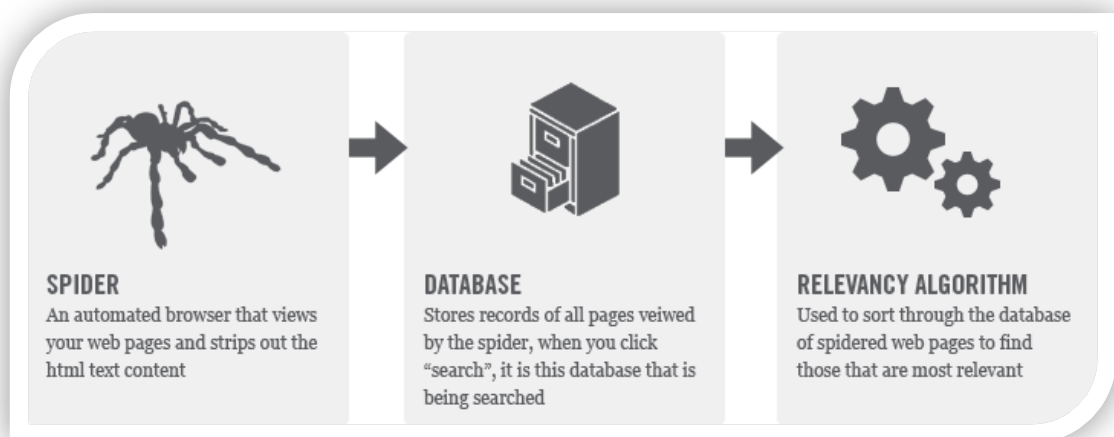 SPIDER
An automated browser that views
your web pages and strips out the
html text content
DATABASE
Stores records of all pages veiwed
by the spider, when you click
“search”, it is this database that is
being searched
RELEVANCY ALGORITHM
Used to sort through the database
of spidered web pages to find
those that are most relevant